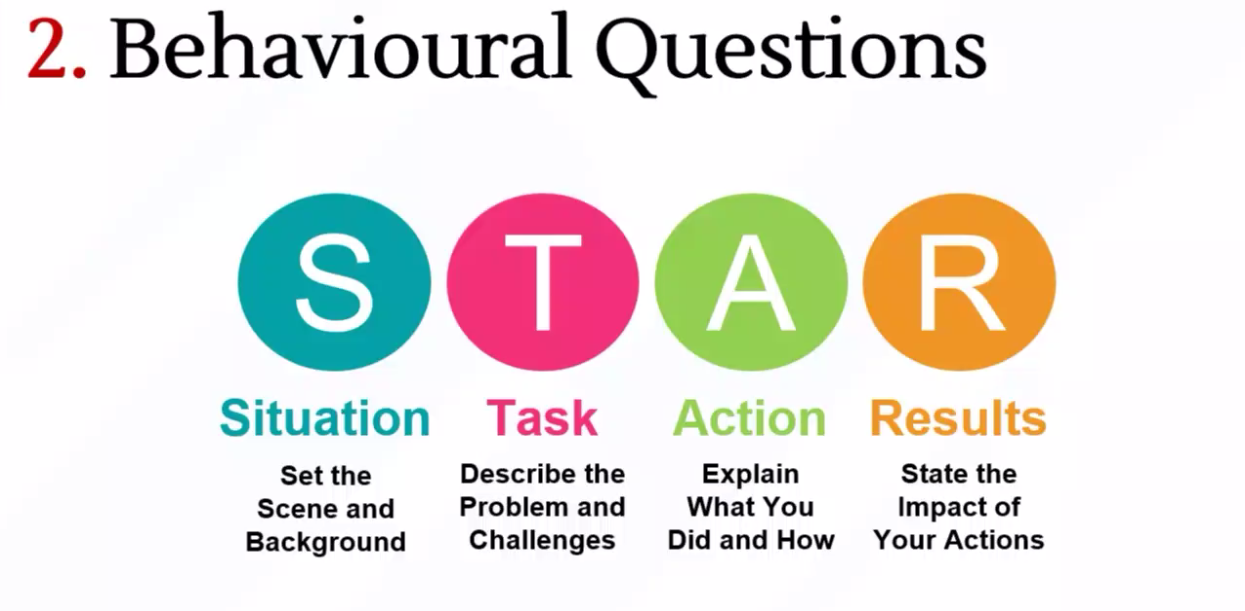 2. Behavioural Questions
S T A R
Situation Task Action Results
Set the Scene and Background
Describe the Problem and Challenges
Explain What You Did and How
State the Impact of Your Actions